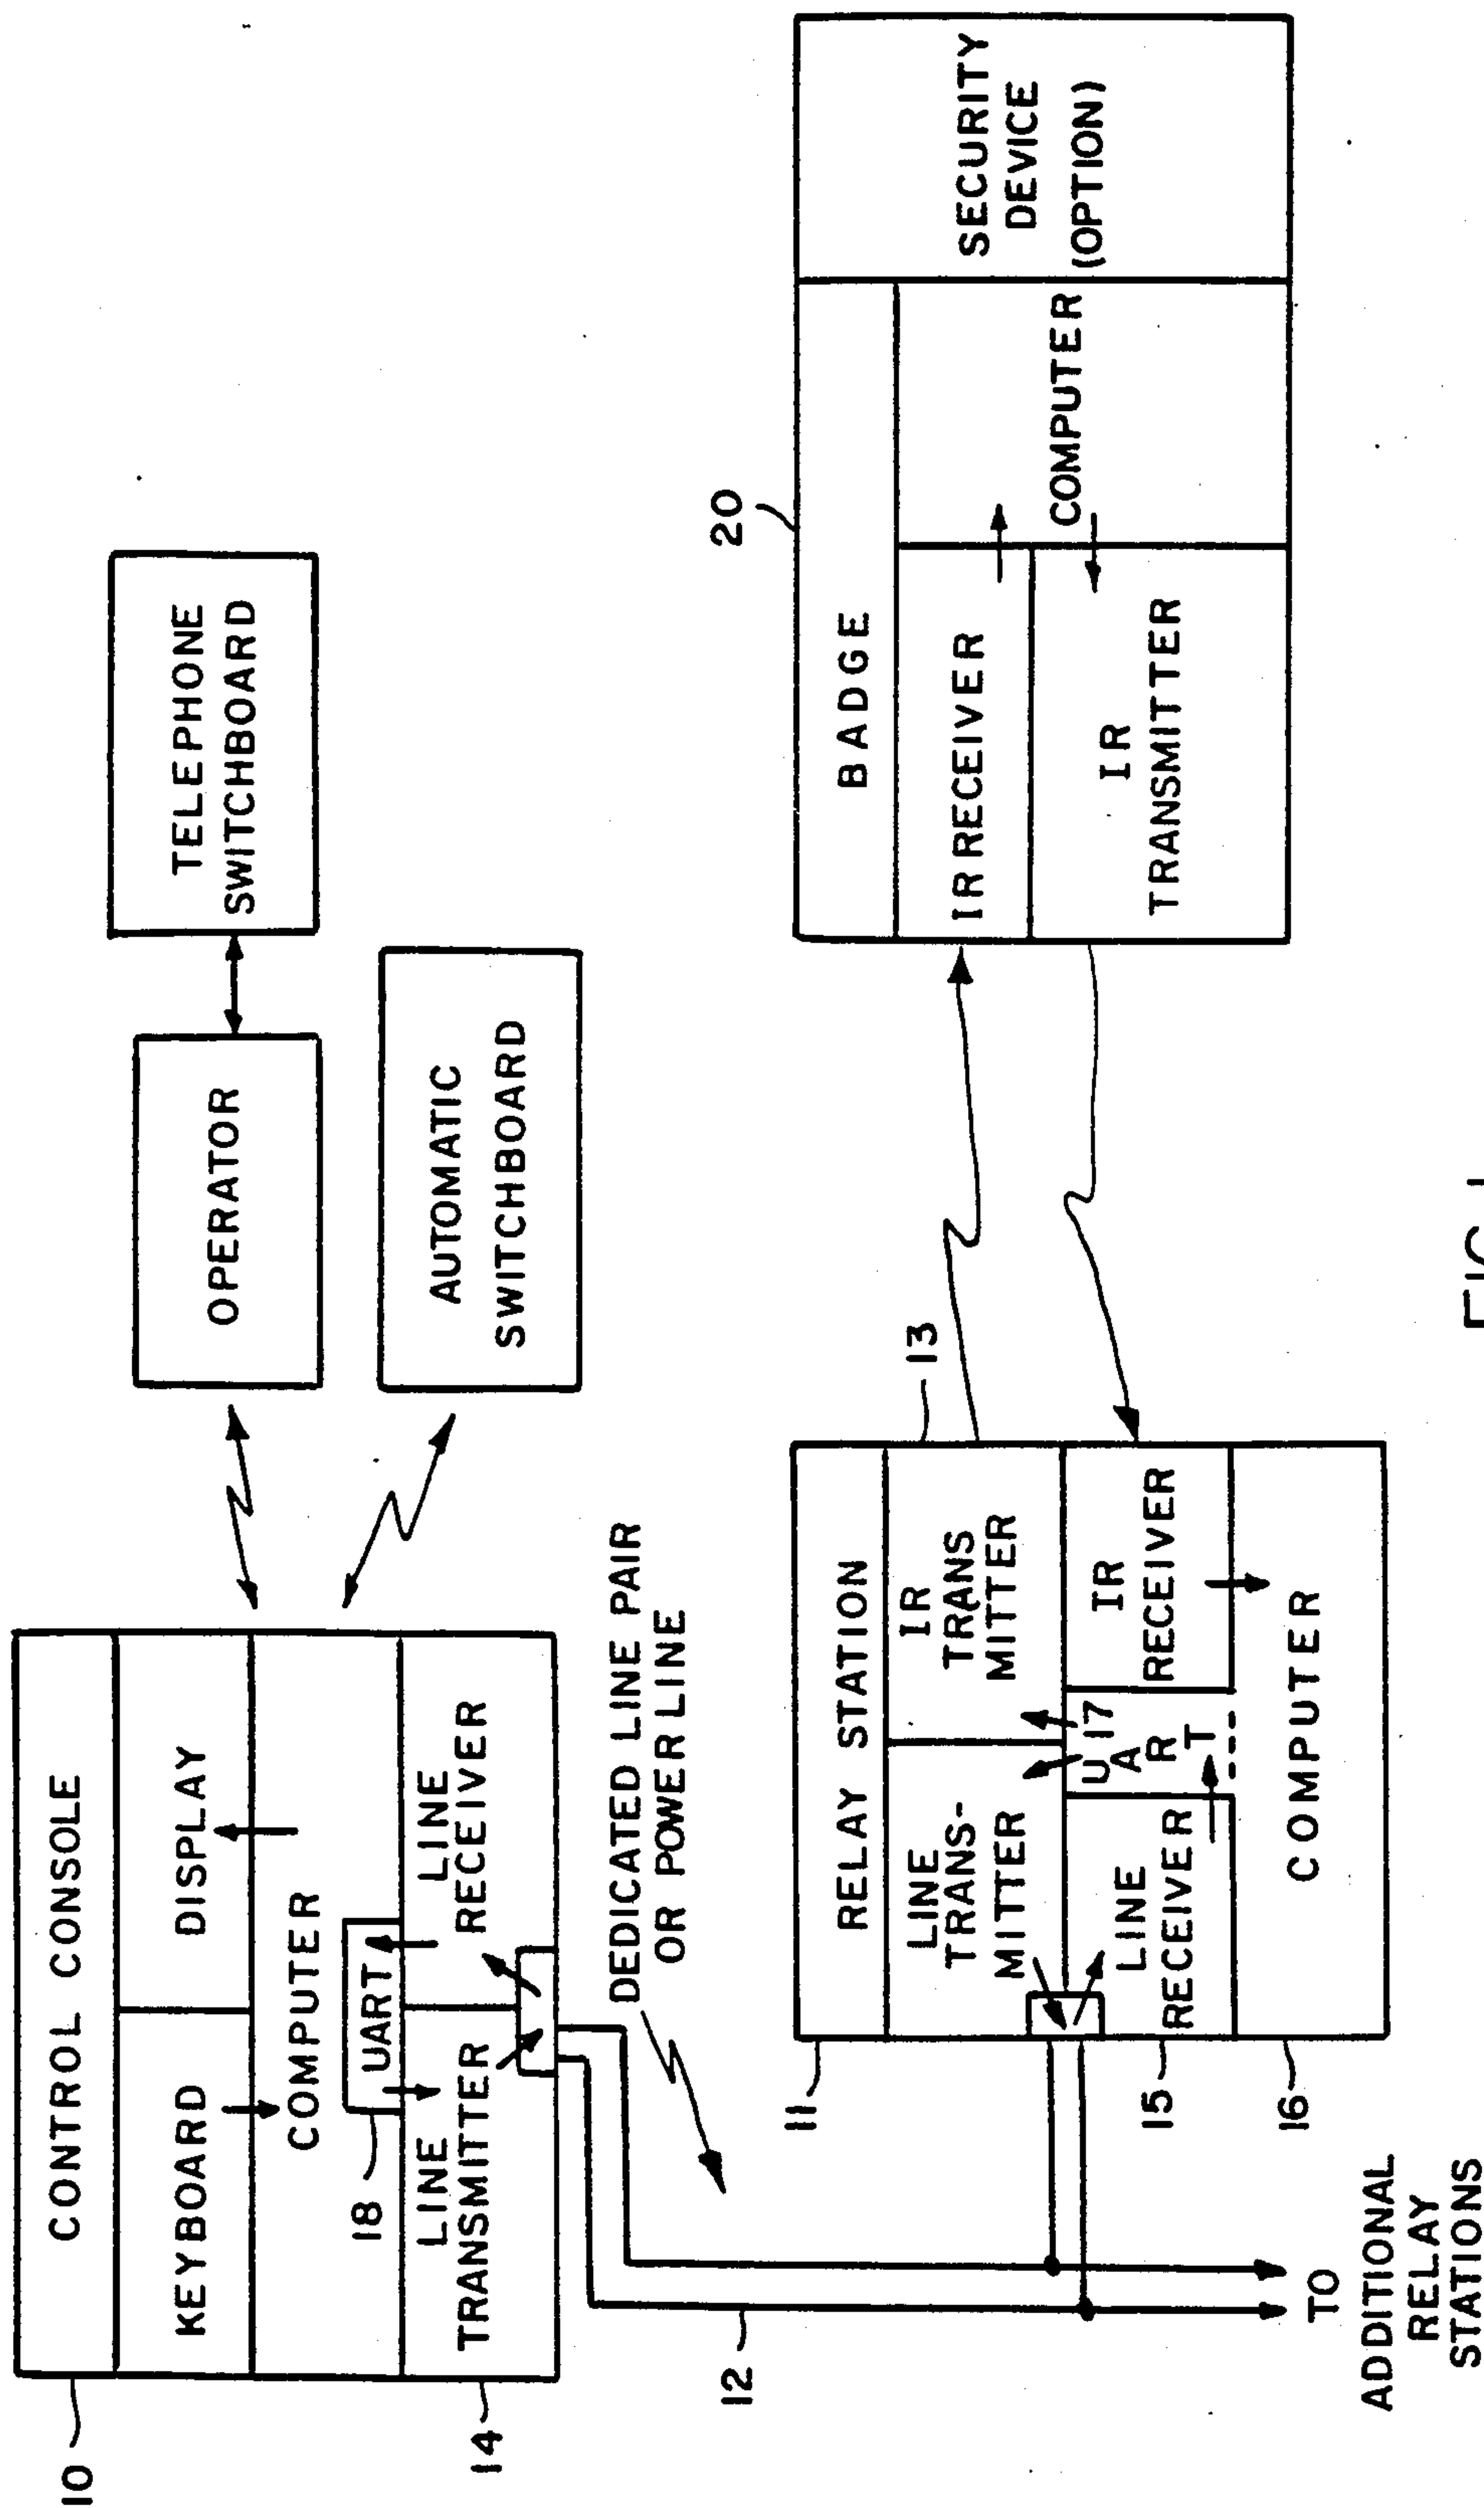 10
CONTROL CONSOLE
KEYBOARD
DISPLAY
COMPUTER
18
UART
LINE
TRANSMITTER
LINE
RECEIVER
14
OPERATOR
TELEPHONE
SWITCHBOARD
AUTOMATIC
SWITCHBOARD
DEDICATED LINE PAIR
OR POWER LINE
12
11
RELAY STATION
LINE
TRANS-
MITTER
IR
TRANS
MITTER
13
LINE
RECEIVER
U 17
A
R
T
IR
RECEIVER
15
COMPUTER
16
TO
ADDITIONAL
RELAY
STATIONS
20
BADGE
IR RECEIVER
IR
TRANSMITTER
COMPUTER
SECURITY
DEVICE
(OPTION)